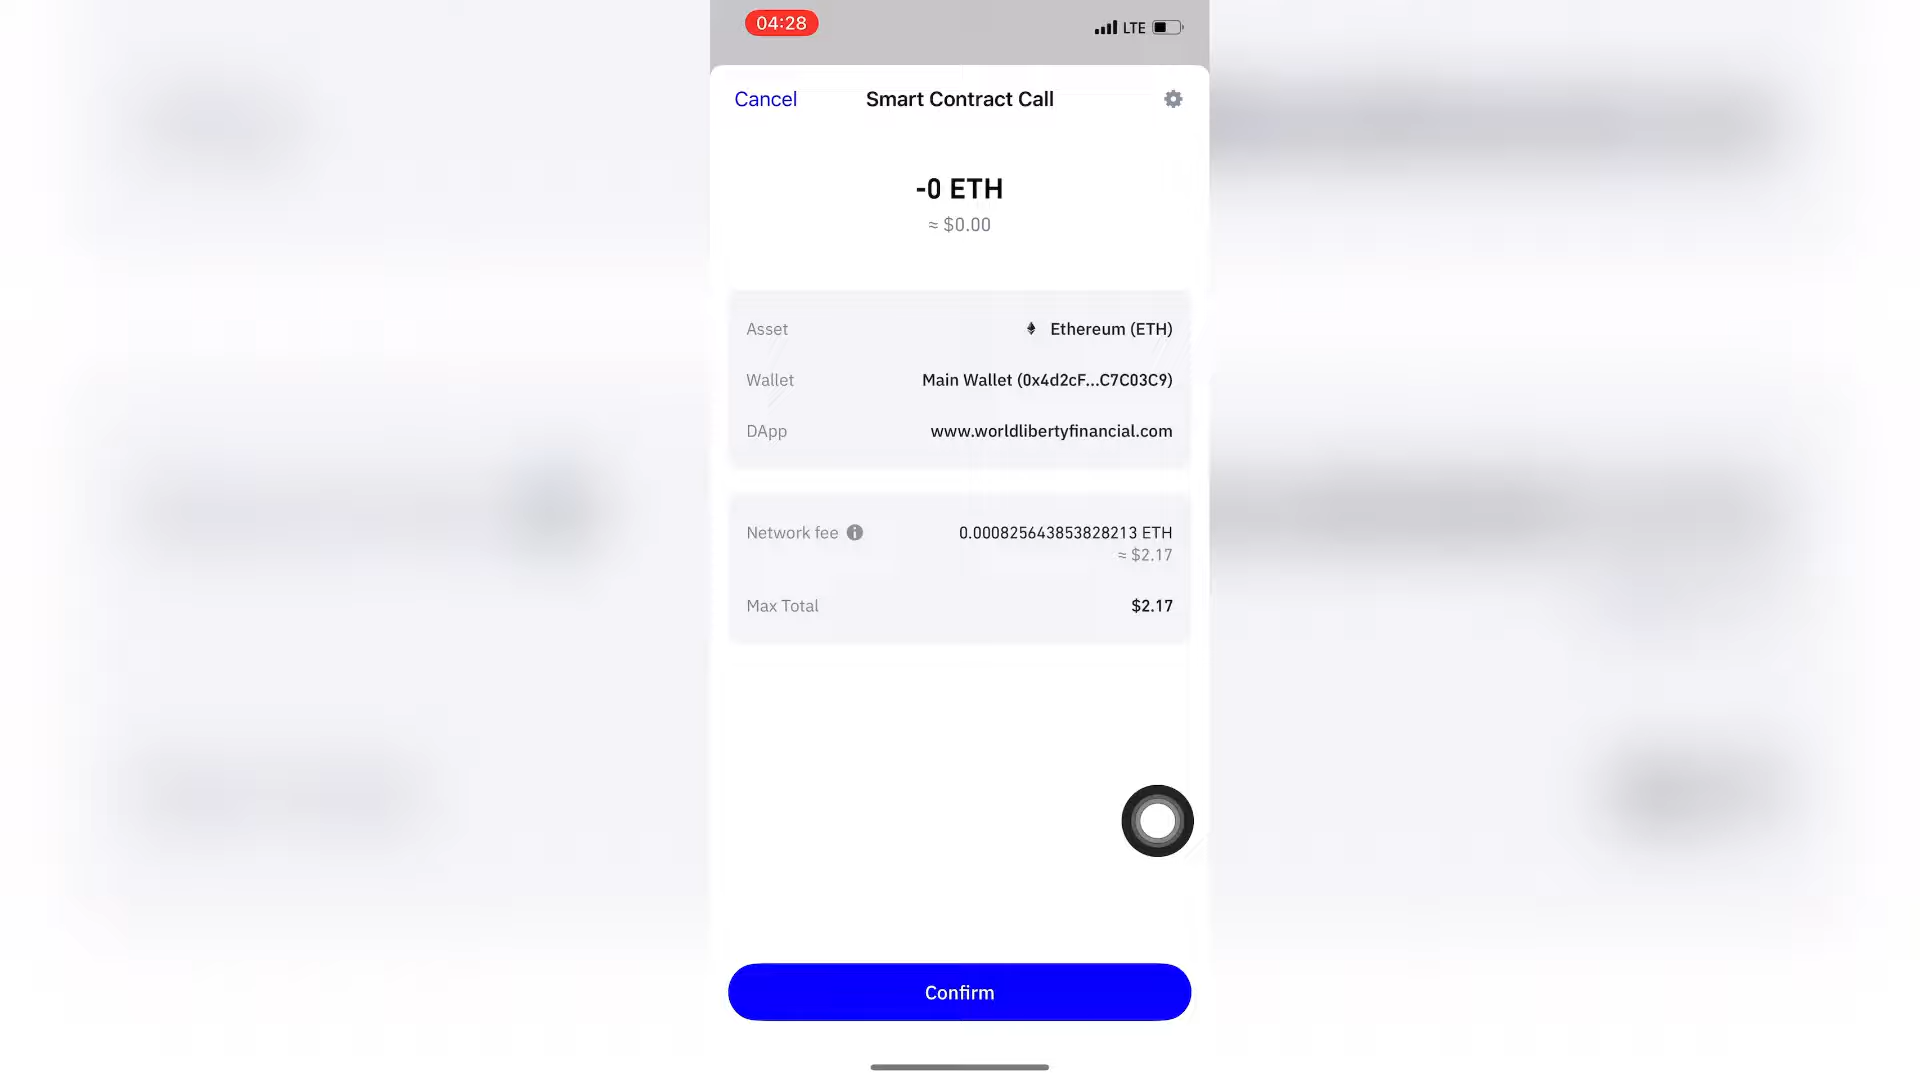 04:28
LTE
Cancel
Smart Contract Call
-0 ETH
≈ $0.00
Asset
Ethereum (ETH)
Wallet
Main Wallet (0x4d2cF...C7C03C9)
DApp
www.worldlibertyfinancial.com
Network fee
0.000825643853828213 ETH
≈ $2.17
Max Total
$2.17
Confirm